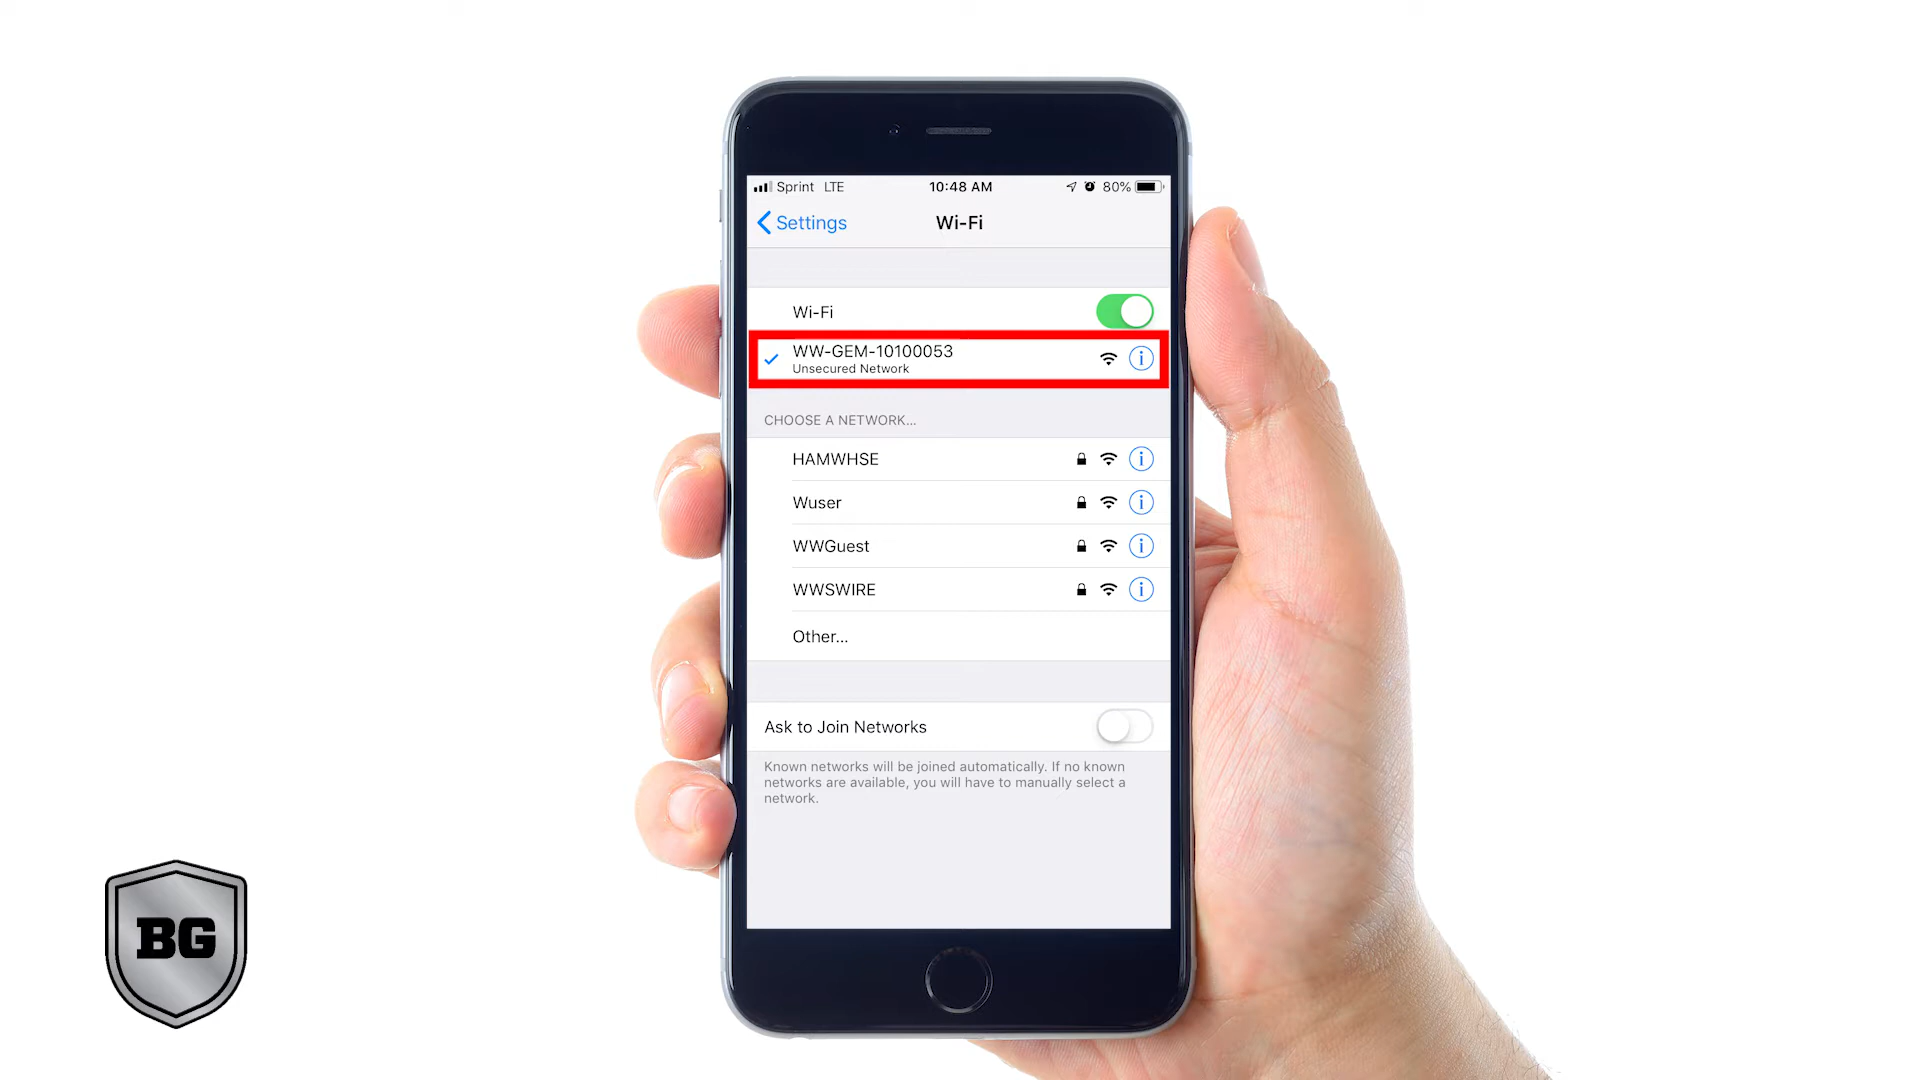 Sprint LTE 10:48 AM 80%
Settings Wi-Fi
Wi-Fi
WW-GEM-10100053
Unsecured Network
CHOOSE A NETWORK...
HAMWHSE
Wuser
WWGuest
WWSWIRE
Other...
Ask to Join Networks
Known networks will be joined automatically. If no known
networks are available, you will have to manually select a
network.
BG